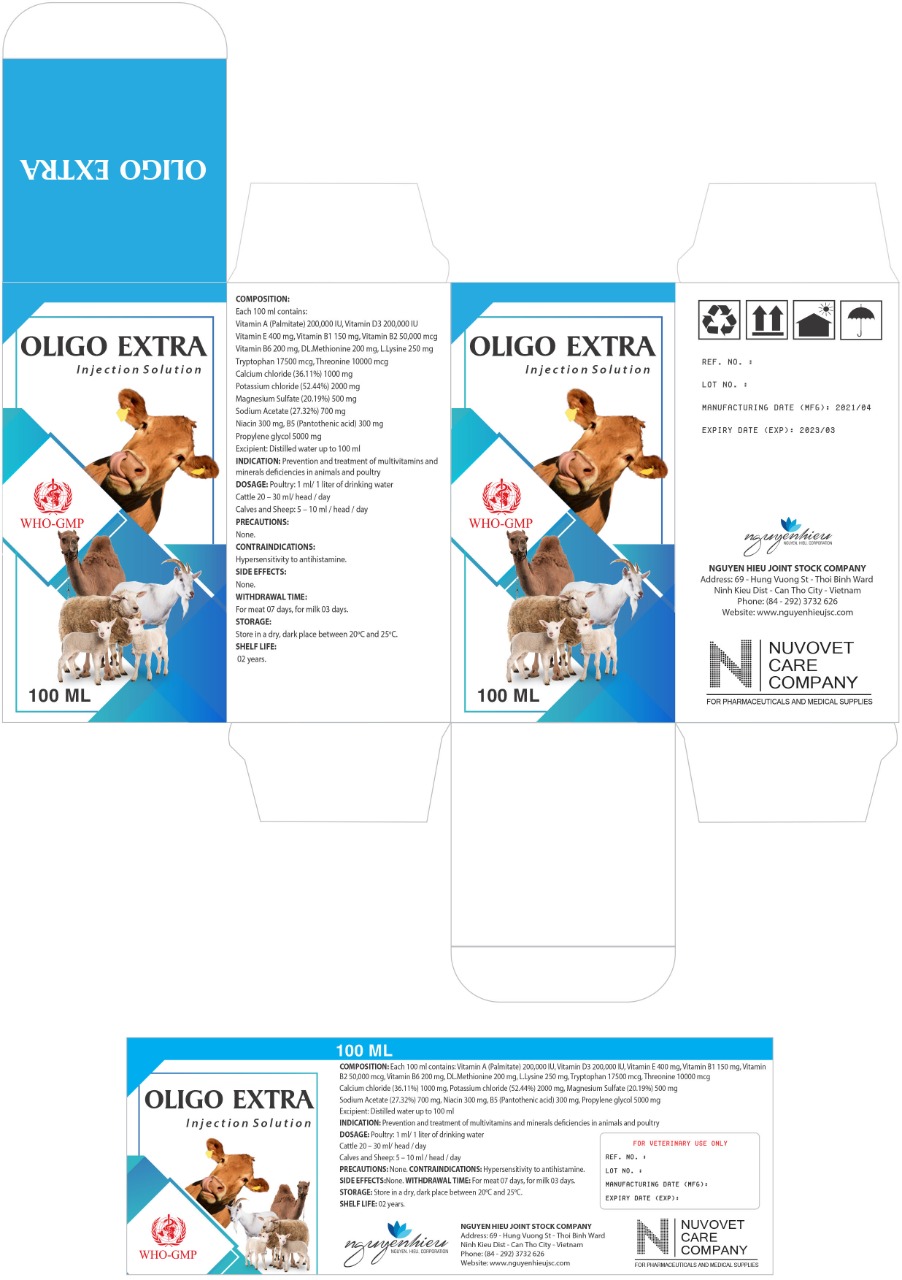 OLIGO EXTRA
OLIGO EXTRA
Injection Solution
WHO-GMP
100 ML
COMPOSITION:
Each 100 ml contains:
Vitamin A (Palmitate) 200,000 IU, Vitamin D3 200,000 IU
Vitamin E 400 mg, Vitamin B1 150 mg, Vitamin B2 50,000 mcg
Vitamin B6 200 mg, DL.Methionine 200 mg, L.Lysine 250 mg
Tryptophan 17500 mcg, Threonine 10000 mcg
Calcium chloride (36.11%) 1000 mg
Potassium chloride (52.44%) 2000 mg
Magnesium Sulfate (20.19%) 500 mg
Sodium Acetate (27.32%) 700 mg
Niacin 300 mg, B5 (Pantothenic acid) 300 mg
Propylene glycol 5000 mg
Excipient: Distilled water up to 100 ml
INDICATION: Prevention and treatment of multivitamins and
minerals deficiencies in animals and poultry
DOSAGE: Poultry: 1 ml/ 1 liter of drinking water
Cattle 20 – 30 ml/ head / day
Calves and Sheep: 5 – 10 ml / head / day
PRECAUTIONS:
None.
CONTRAINDICATIONS:
Hypersensitivity to antihistamine.
SIDE EFFECTS:
None.
WITHDRAWAL TIME:
For meat 07 days, for milk 03 days.
STORAGE:
Store in a dry, dark place between 20ºC and 25ºC.
SHELF LIFE:
02 years.
OLIGO EXTRA
Injection Solution
WHO-GMP
100 ML
REF. NO. :
LOT NO. :
MANUFACTURING DATE (MFG): 2021/04
EXPIRY DATE (EXP): 2023/03
nguyenhieu
NGUYEN, HIEU. CORPORATION
NGUYEN HIEU JOINT STOCK COMPANY
Address: 69 - Hung Vuong St - Thoi Binh Ward
Ninh Kieu Dist - Can Tho City - Vietnam
Phone: (84 - 292) 3732 626
Website: www.nguyenhieujsc.com
N
NUVOVET
CARE
COMPANY
FOR PHARMACEUTICALS AND MEDICAL SUPPLIES
100 ML
OLIGO EXTRA
Injection Solution
WHO-GMP
COMPOSITION: Each 100 ml contains: Vitamin A (Palmitate) 200,000 IU, Vitamin D3 200,000 IU, Vitamin E 400 mg, Vitamin B1 150 mg, Vitamin
B2 50,000 mcg, Vitamin B6 200 mg, DL.Methionine 200 mg, L.Lysine 250 mg, Tryptophan 17500 mcg, Threonine 10000 mcg
Calcium chloride (36.11%) 1000 mg, Potassium chloride (52.44%) 2000 mg, Magnesium Sulfate (20.19%) 500 mg
Sodium Acetate (27.32%) 700 mg, Niacin 300 mg, B5 (Pantothenic acid) 300 mg, Propylene glycol 5000 mg
Excipient: Distilled water up to 100 ml
INDICATION: Prevention and treatment of multivitamins and minerals deficiencies in animals and poultry
DOSAGE: Poultry: 1 ml/ 1 liter of drinking water
Cattle 20 – 30 ml/ head / day
Calves and Sheep: 5 – 10 ml / head / day
PRECAUTIONS: None. CONTRAINDICATIONS: Hypersensitivity to antihistamine.
SIDE EFFECTS:None. WITHDRAWAL TIME: For meat 07 days, for milk 03 days.
STORAGE: Store in a dry, dark place between 20ºC and 25ºC.
SHELF LIFE: 02 years.
FOR VETERINARY USE ONLY
REF. NO. :
LOT NO. :
MANUFACTURING DATE (MFG):
EXPIRY DATE (EXP):
nguyenhieu
NGUYEN, HIEU. CORPORATION
NGUYEN HIEU JOINT STOCK COMPANY
Address: 69 - Hung Vuong St - Thoi Binh Ward
Ninh Kieu Dist - Can Tho City - Vietnam
Phone: (84 - 292) 3732 626
Website: www.nguyenhieujsc.com
N
NUVOVET
CARE
COMPANY
FOR PHARMACEUTICALS AND MEDICAL SUPPLIES